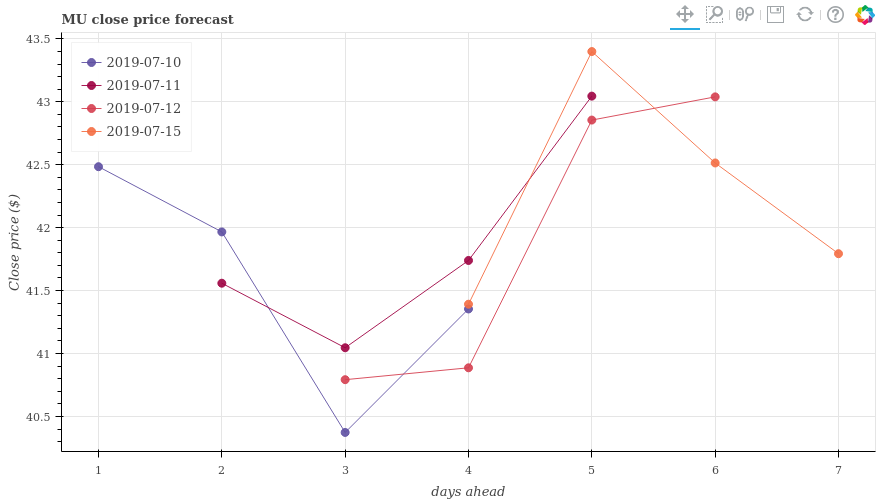 MU close price forecast
43.5
43
42.5
42
41.5
41
40.5
Close price ($)
2019-07-10
2019-07-11
2019-07-12
2019-07-15
1 2 3 4 5 6 7
days ahead